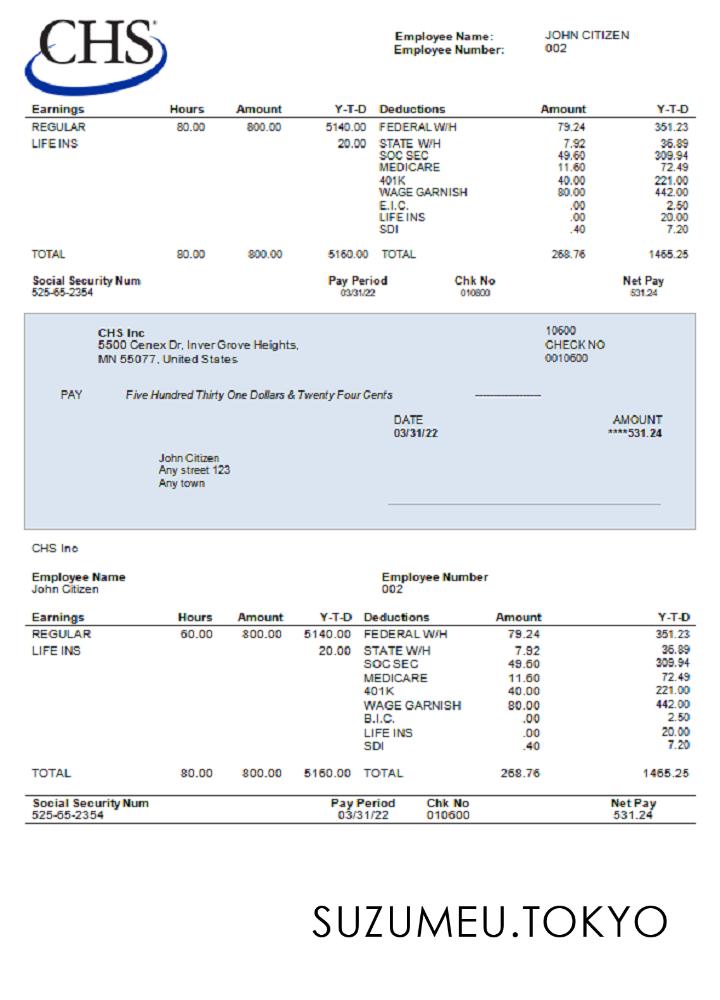 CHS
Employee Name: JOHN CITIZEN
Employee Number: 002
Earnings Hours Amount Y-T-D Deductions Amount Y-T-D
REGULAR 80.00 800.00 5140.00 FEDERAL W/H 79.24 351.23
LIFE INS 20.00 STATE W/H 7.92 36.89
SOC SEC 49.60 309.94
MEDICARE 11.60 72.49
401K 40.00 221.00
WAGE GARNISH 80.00 442.00
E.I.C. .00 2.50
LIFE INS .00 20.00
SDI .40 7.20
TOTAL 80.00 800.00 5160.00 TOTAL 268.76 1465.25
Social Security Num Pay Period Chk No Net Pay
525-65-2354 03/31/22 010600 531.24
CHS Inc 10600
5500 Cenex Dr, Inver Grove Heights, CHECK NO
MN 55077, United States 0010600
PAY Five Hundred Thirty One Dollars & Twenty Four Cents ------------------
DATE AMOUNT
03/31/22 ****531.24
John Citizen
Any street 123
Any town
CHS Inc
Employee Name Employee Number
John Citizen 002
Earnings Hours Amount Y-T-D Deductions Amount Y-T-D
REGULAR 60.00 800.00 5140.00 FEDERAL W/H 79.24 351.23
LIFE INS 20.00 STATE W/H 7.92 36.89
SOC SEC 49.60 309.94
MEDICARE 11.60 72.49
401K 40.00 221.00
WAGE GARNISH 80.00 442.00
B.I.C. .00 2.50
LIFE INS .00 20.00
SDI .40 7.20
TOTAL 80.00 800.00 5160.00 TOTAL 268.76 1465.25
Social Security Num Pay Period Chk No Net Pay
525-65-2354 03/31/22 010600 531.24
SUZUMEU.TOKYO